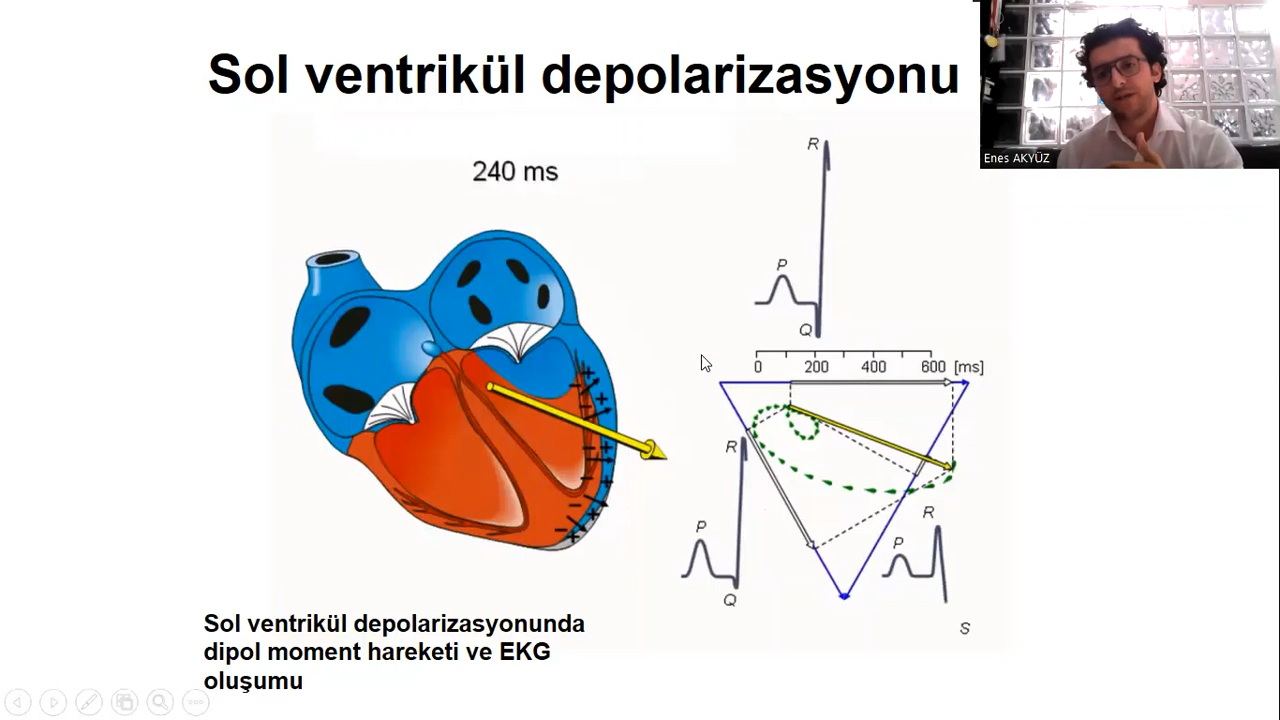 Sol ventrikül depolarizasyonu
Enes AKYÜZ
240 ms
R
P
Q
0 200 400 600 [ms]
R
P
Q
R
P
S
Sol ventrikül depolarizasyonunda
dipol moment hareketi ve EKG
oluşumu